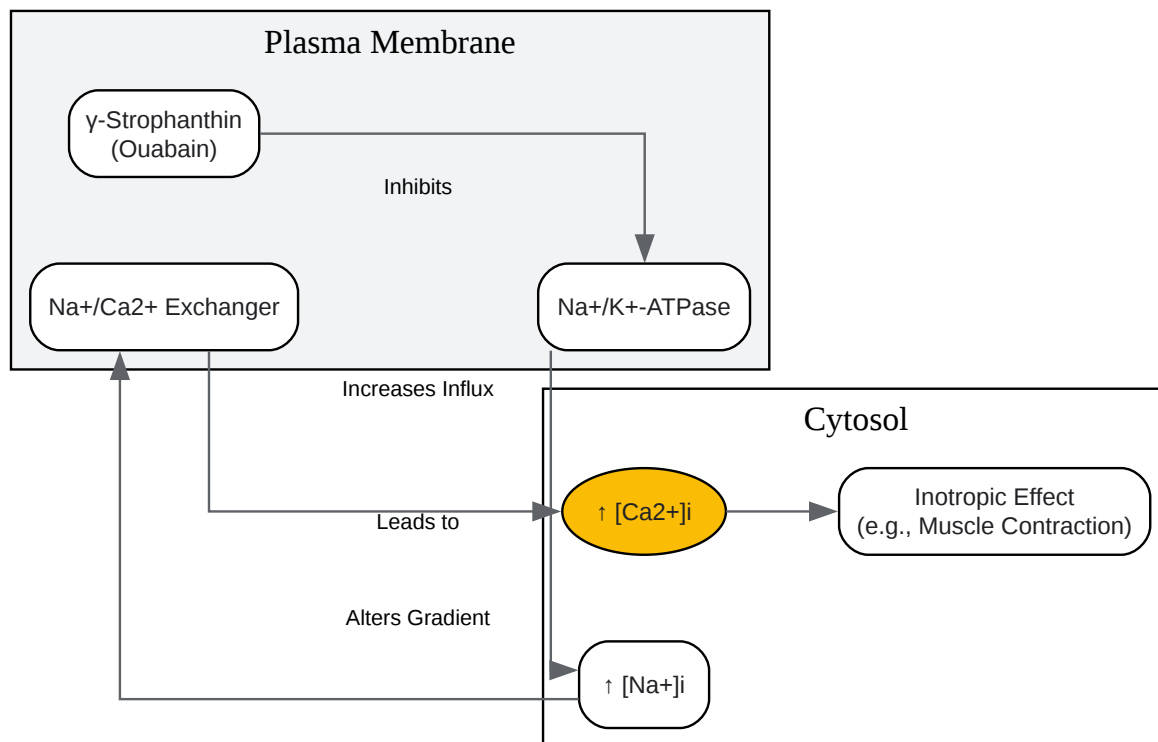 Plasma Membrane
γ-Strophanthin
(Ouabain)
Inhibits
Na+/Ca2+ Exchanger
Na+/K+-ATPase
Increases Influx
Cytosol
↑ [Ca2+]i
Inotropic Effect
(e.g., Muscle Contraction)
Leads to
Alters Gradient
↑ [Na+]i